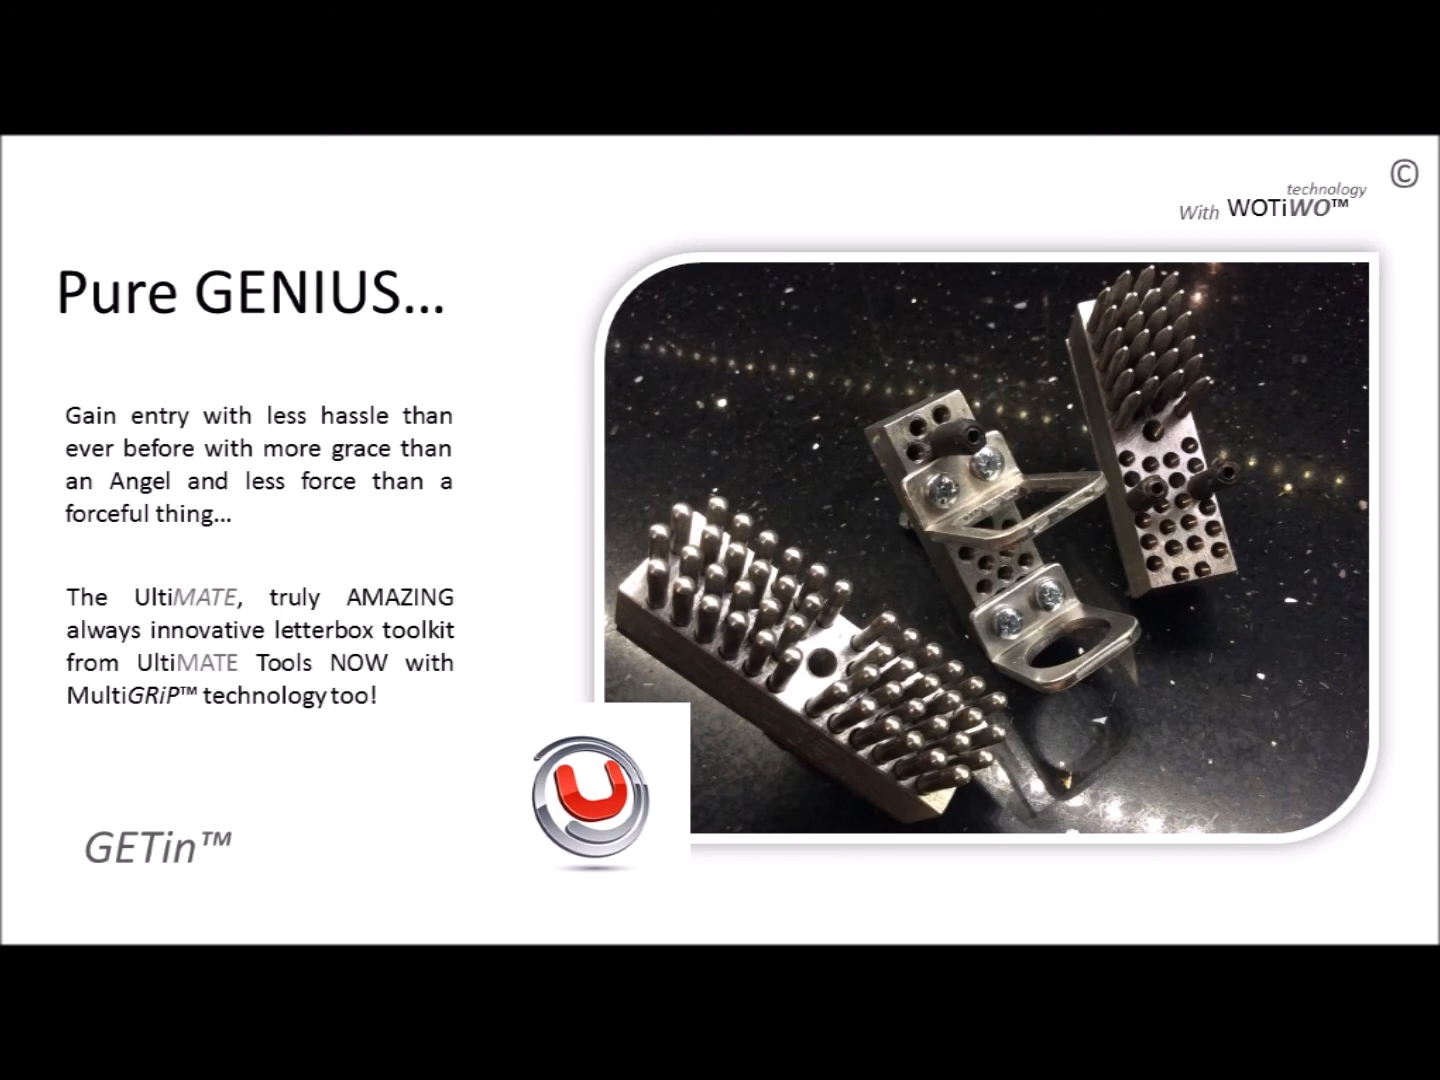 ©
technology
With WOTiWO™
Pure GENIUS...
Gain entry with less hassle than
ever before with more grace than
an Angel and less force than a
forceful thing...
The UltiMATE, truly AMAZING
always innovative letterbox toolkit
from UltiMATE Tools NOW with
MultiGRiP™ technology too!
U
GETin™